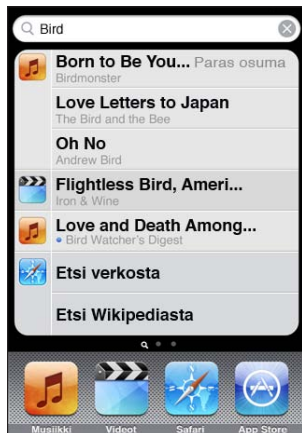 Bird
Born to Be You... Paras osuma
Birdmonster
Love Letters to Japan
The Bird and the Bee
Oh No
Andrew Bird
Flightless Bird, Ameri...
Iron & Wine
Love and Death Among...
Bird Watcher's Digest
Etsi verkosta
Etsi Wikipediasta
Musiikki Videot Safari App Store